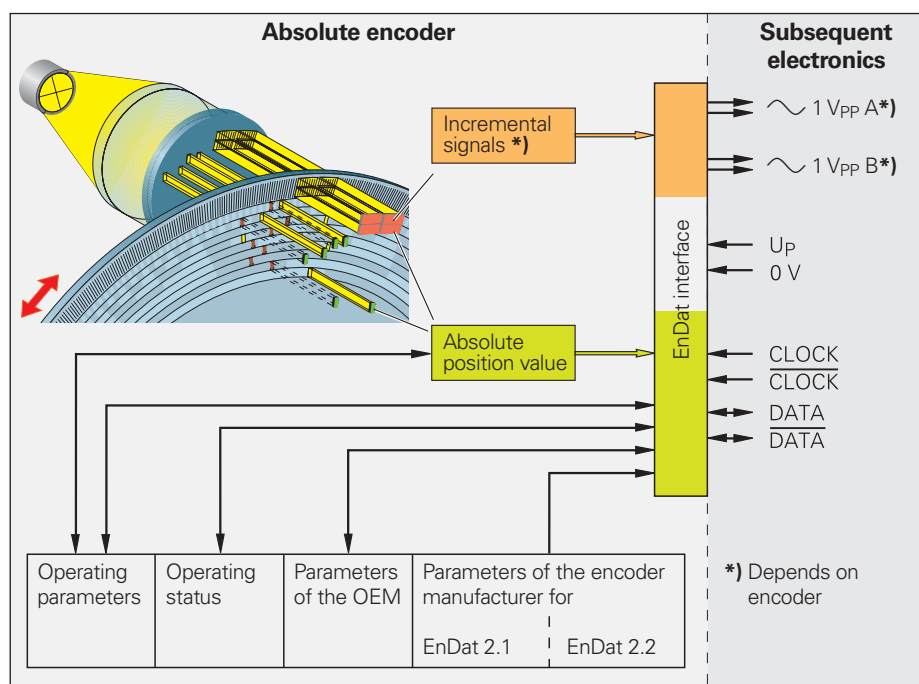 Absolute encoder
Subsequent
electronics
Incremental
signals *)
1 VPP A*)
1 VPP B*)
UP
0 V
EnDat interface
Absolute
position value
CLOCK
CLOCK
DATA
DATA
Operating
parameters
Operating
status
Parameters
of the OEM
Parameters of the encoder
manufacturer for
EnDat 2.1
EnDat 2.2
*) Depends on
encoder